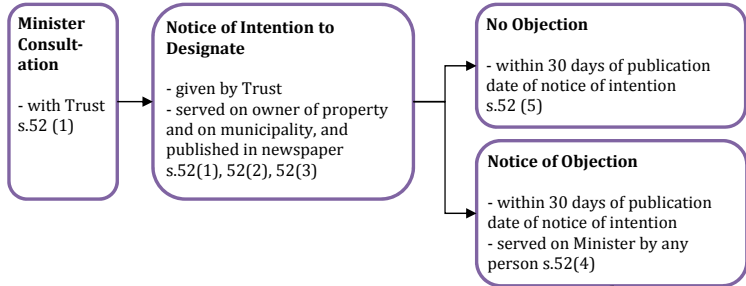 Minister
Consult-
ation
- with Trust
s.52 (1)
Notice of Intention to
Designate
- given by Trust
- served on owner of property
and on municipality, and
published in newspaper
s.52(1), 52(2), 52(3)
No Objection
- within 30 days of publication
date of notice of intention
s.52 (5)
Notice of Objection
- within 30 days of publication
date of notice of intention
- served on Minister by any
person s.52(4)